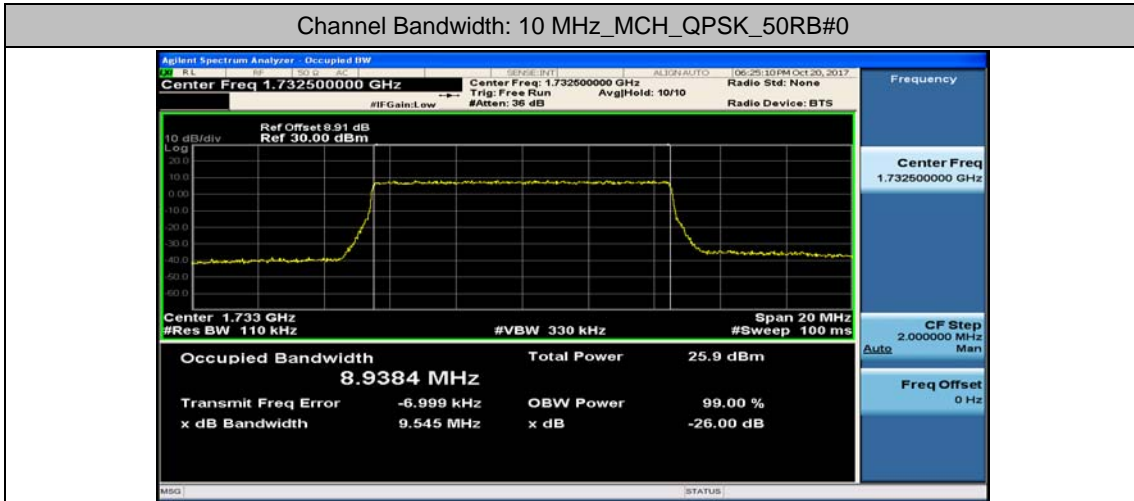 Channel Bandwidth: 10 MHz_MCH_QPSK_50RB#0
Agilent Spectrum Analyzer - Occupied BW
RL RF 50 Ω AC SENSE:INT ALIGN AUTO 06:25:10 PM Oct 20, 2017
Center Freq 1.732500000 GHz Center Freq: 1.732500000 GHz Radio Std: None
Trig: Free Run Avg|Hold: 10/10
#IFGain:Low #Atten: 36 dB Radio Device: BTS
Frequency
Ref Offset 8.91 dB
10 dB/div Ref 30.00 dBm
Log
20.0
10.0
0.00
-10.0
-20.0
-30.0
-40.0
-50.0
-60.0
Center Freq
1.732500000 GHz
Center 1.733 GHz Span 20 MHz
#Res BW 110 kHz #VBW 330 kHz #Sweep 100 ms
CF Step
2.000000 MHz
Auto Man
Occupied Bandwidth Total Power 25.9 dBm
8.9384 MHz
Freq Offset
0 Hz
Transmit Freq Error -6.999 kHz OBW Power 99.00 %
x dB Bandwidth 9.545 MHz x dB -26.00 dB
MSG STATUS